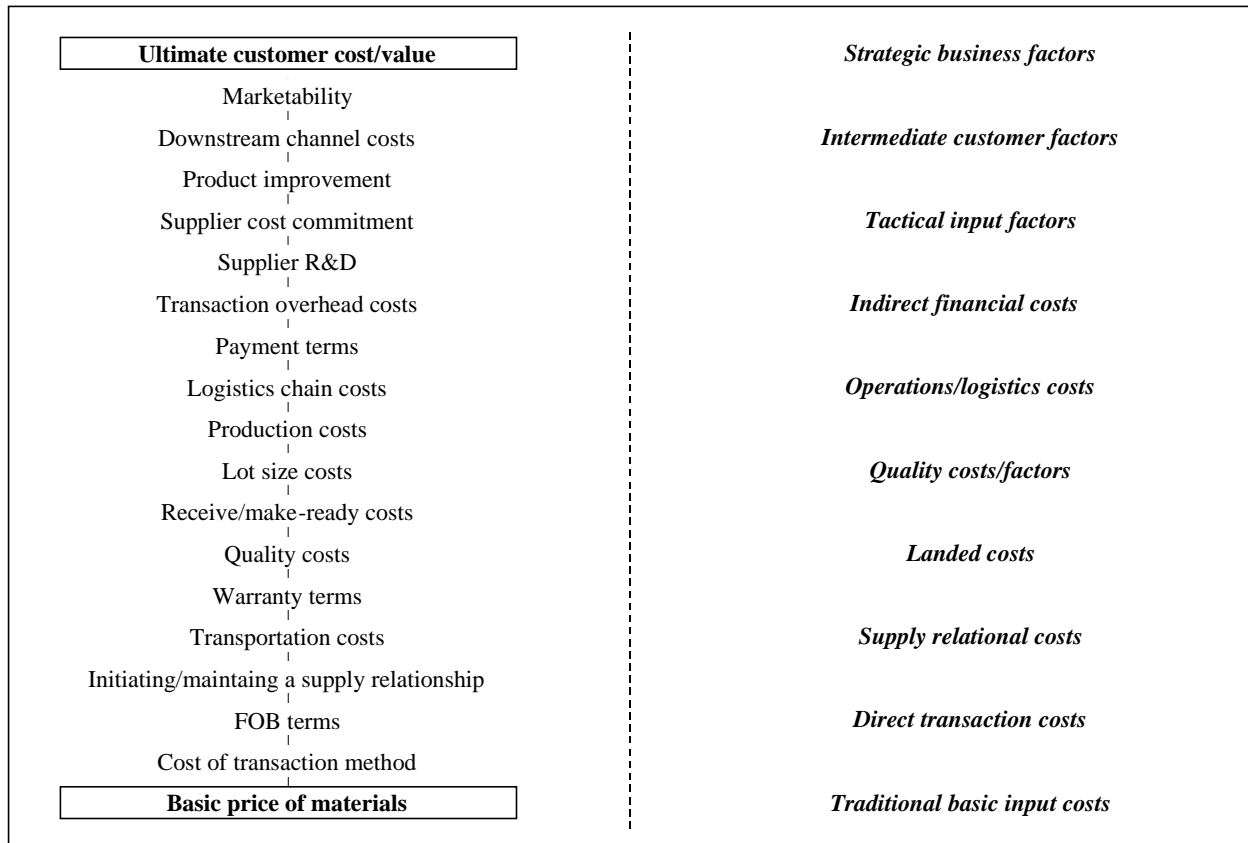 Ultimate customer cost/value
Strategic business factors
Marketability
Downstream channel costs
Intermediate customer factors
Product improvement
Supplier cost commitment
Tactical input factors
Supplier R&D
Transaction overhead costs
Indirect financial costs
Payment terms
Logistics chain costs
Operations/logistics costs
Production costs
Lot size costs
Quality costs/factors
Receive/make-ready costs
Quality costs
Landed costs
Warranty terms
Transportation costs
Supply relational costs
Initiating/maintaing a supply relationship
FOB terms
Direct transaction costs
Cost of transaction method
Basic price of materials
Traditional basic input costs